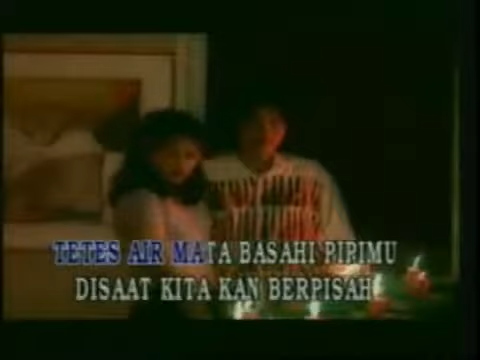 TETES AIR MATA BASAHI PIPIMU
DISAAT KITA KAN BERPISAH